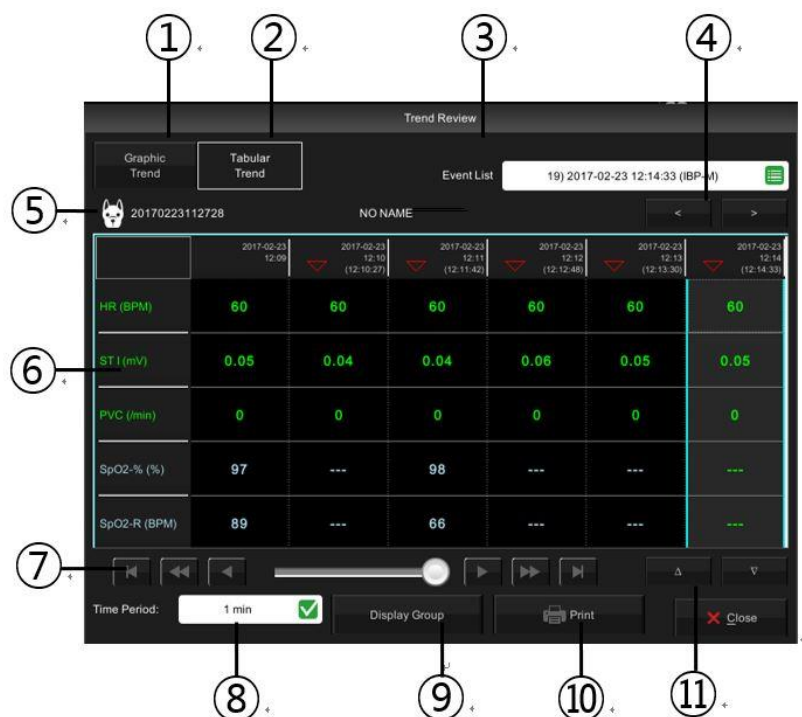 ① ② ③ ④
Trend Review
Graphic Trend
Tabular Trend
Event List 19) 2017-02-23 12:14:33 (IBP-M)
⑤ 20170223112728 NO NAME < >
2017-02-23 2017-02-23 2017-02-23 2017-02-23 2017-02-23 2017-02-23
12:09 12:10 12:11 12:12 12:13 12:14
(12:10:27) (12:11:42) (12:12:48) (12:13:30) (12:14:33)
HR (BPM) 60 60 60 60 60 60
⑥ ST I (mV) 0.05 0.04 0.04 0.06 0.05 0.05
PVC (/min) 0 0 0 0 0 0
SpO2-% (%) 97 --- 98 --- --- ---
SpO2-R (BPM) 89 --- 66 --- --- ---
⑦
Time Period: 1 min Display Group Print Close
⑧ ⑨ ⑩ ⑪